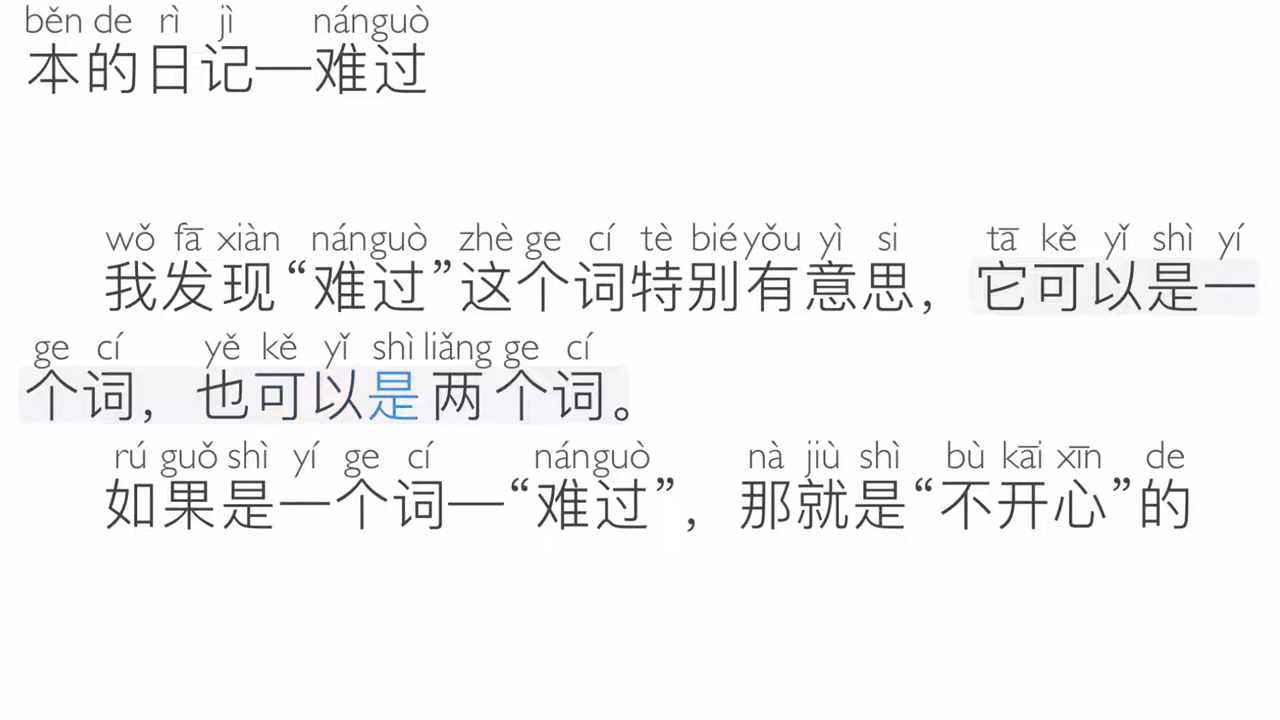 běn de rì jì nánguò
本的日记—难过
wǒ fā xiàn nánguò zhè ge cí tè bié yǒu yì si tā kě yǐ shì yí
我发现“难过”这个词特别有意思，它可以是一
ge cí yě kě yǐ shì liǎng ge cí
个词，也可以是两个词。
rú guǒ shì yí ge cí nánguò nà jiù shì bù kāi xīn de
如果是一个词—“难过”，那就是“不开心”的